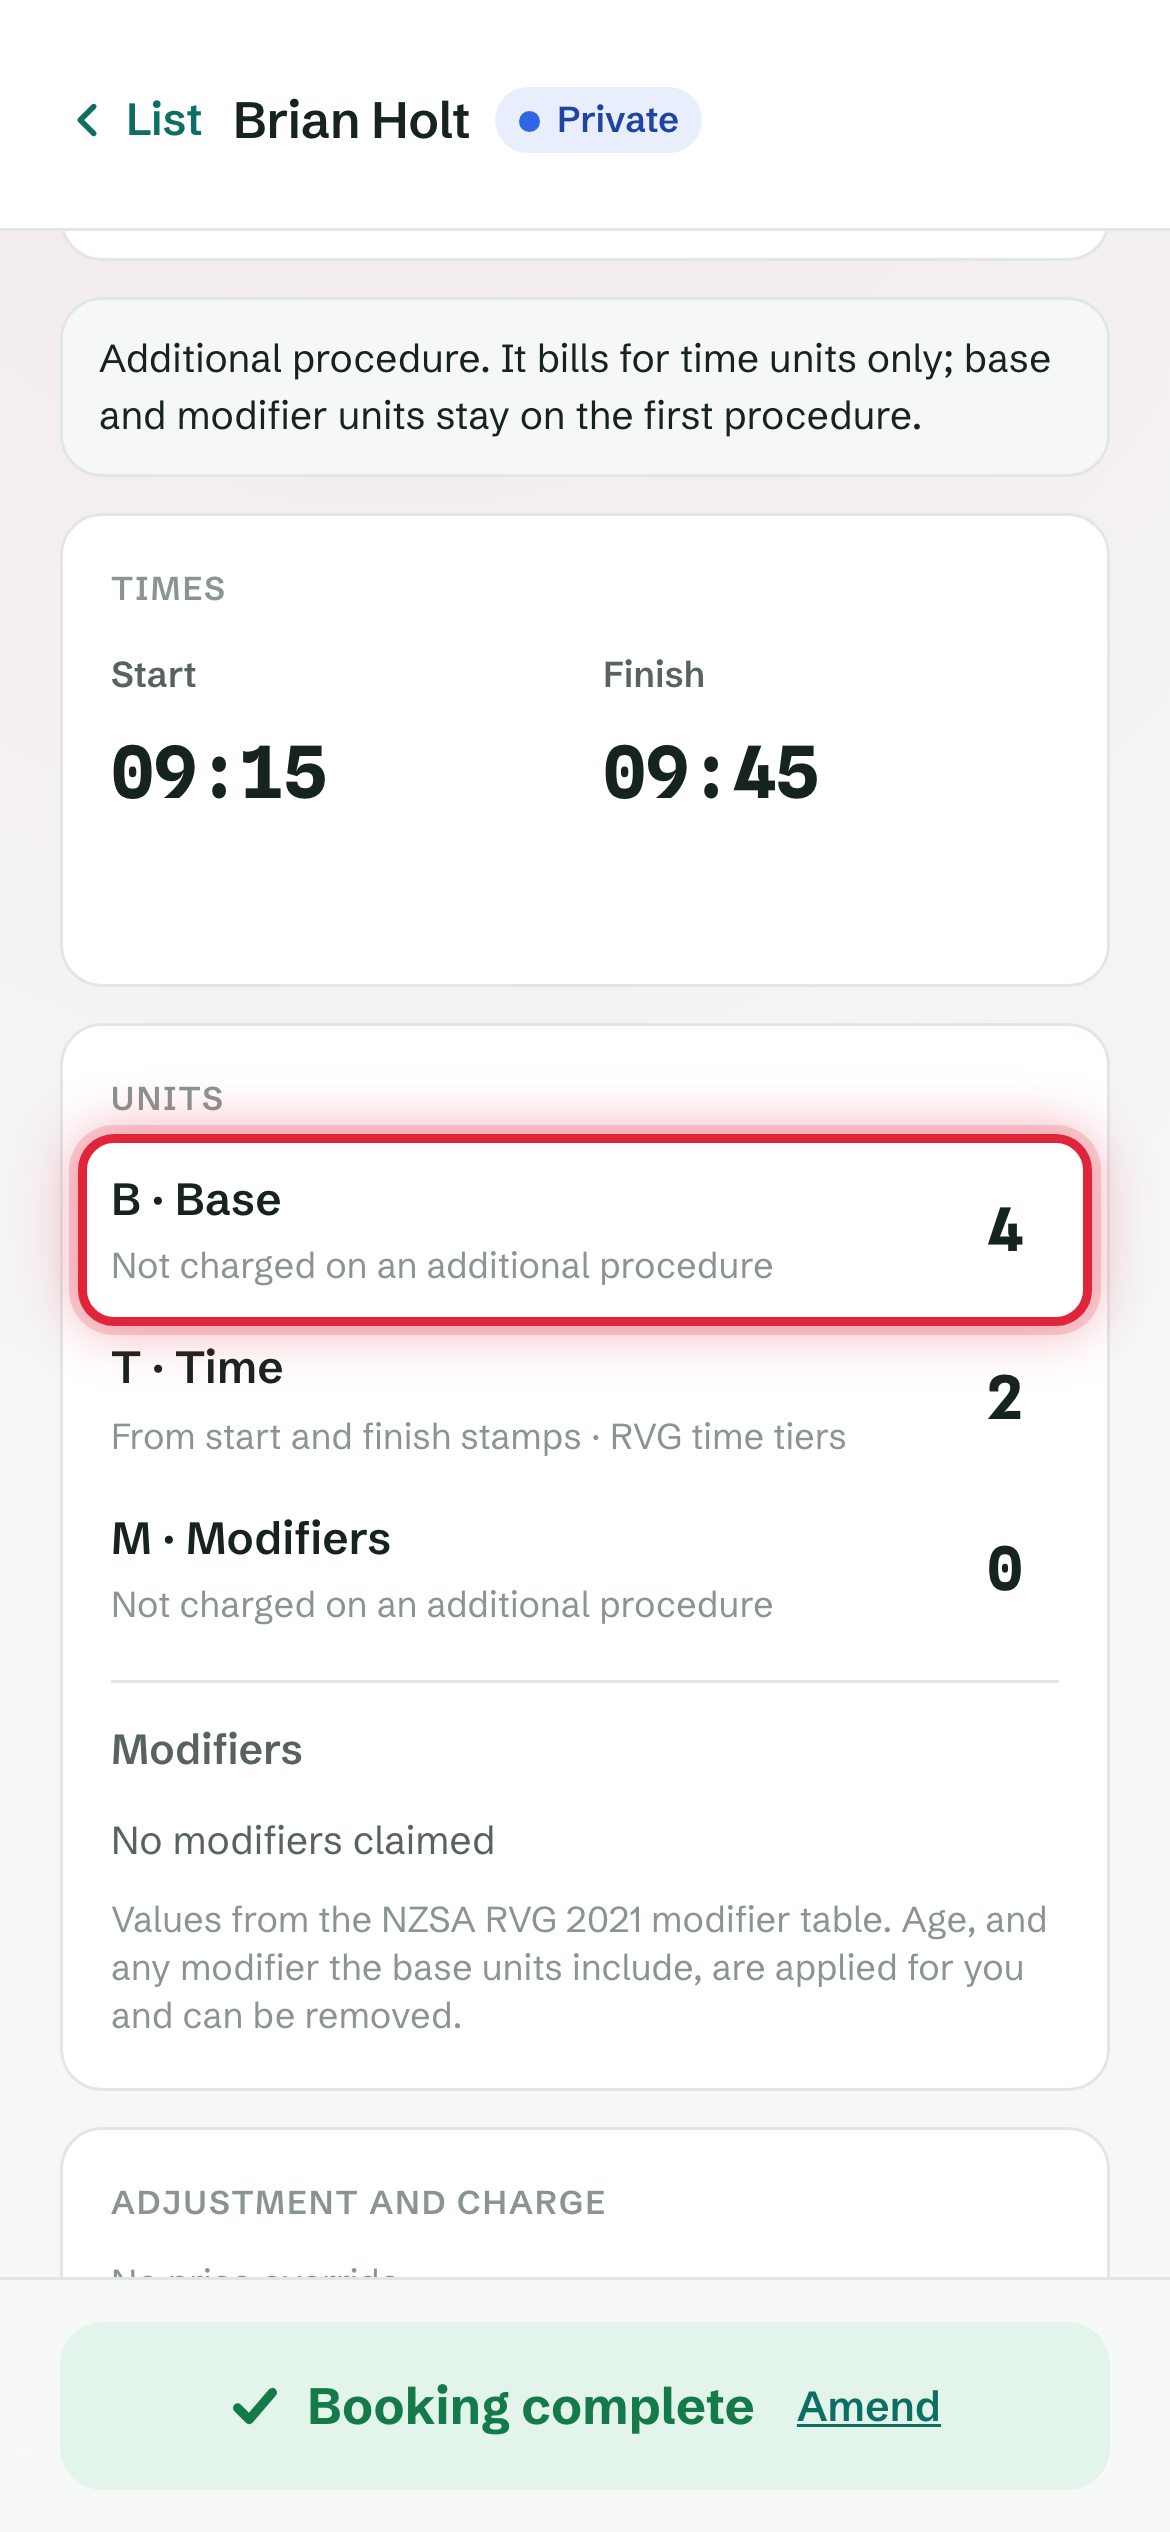 List Brian Holt Private
Additional procedure. It bills for time units only; base
and modifier units stay on the first procedure.
TIMES
Start Finish
09:15 09:45
UNITS
B · Base
4
Not charged on an additional procedure
T · Time
2
From start and finish stamps · RVG time tiers
M · Modifiers
0
Not charged on an additional procedure
Modifiers
No modifiers claimed
Values from the NZSA RVG 2021 modifier table. Age, and
any modifier the base units include, are applied for you
and can be removed.
ADJUSTMENT AND CHARGE
No price override
Booking complete Amend